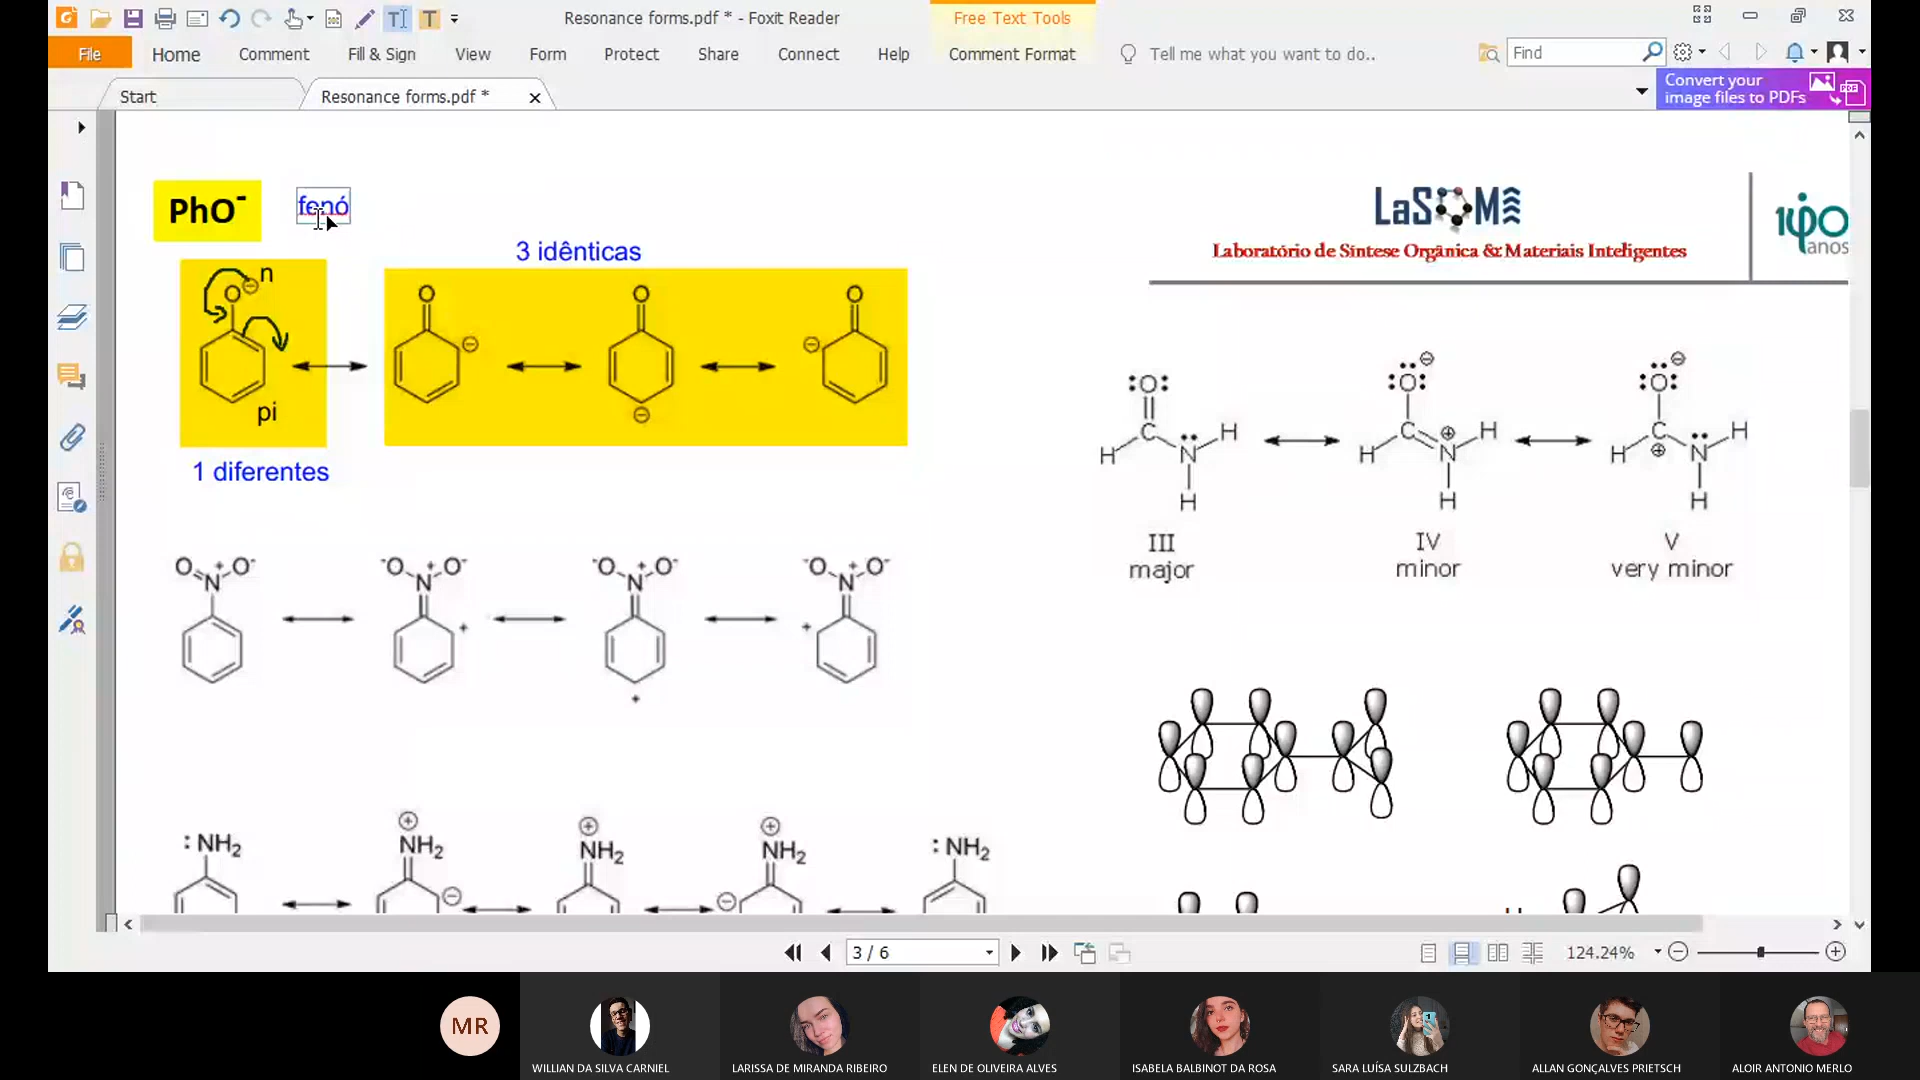 Resonance forms.pdf * - Foxit Reader
Free Text Tools
File
Home
Comment
Fill & Sign
View
Form
Protect
Share
Connect
Help
Comment Format
Tell me what you want to do..
Find
Start
Resonance forms.pdf *
Convert your
image files to PDFs
PhO-
fenó
LaSOMI
Laboratório de Síntese Orgânica & Materiais Inteligentes
anos
3 idênticas
n
O
O
O
O
pi
1 diferentes
:O:
:O:
:O:
H C N H
H C N H
H C N H
H
H
H
III
IV
V
major
minor
very minor
O N+ O-
-O N+ O-
-O N+ O-
-O N+ O-
+
+
+
:NH2
NH2
NH2
NH2
:NH2
3 / 6
124.24%
MR
WILLIAN DA SILVA CARNIEL
LARISSA DE MIRANDA RIBEIRO
ELEN DE OLIVEIRA ALVES
ISABELA BALBINOT DA ROSA
SARA LUÍSA SULZBACH
ALLAN GONÇALVES PRIETSCH
ALOIR ANTONIO MERLO